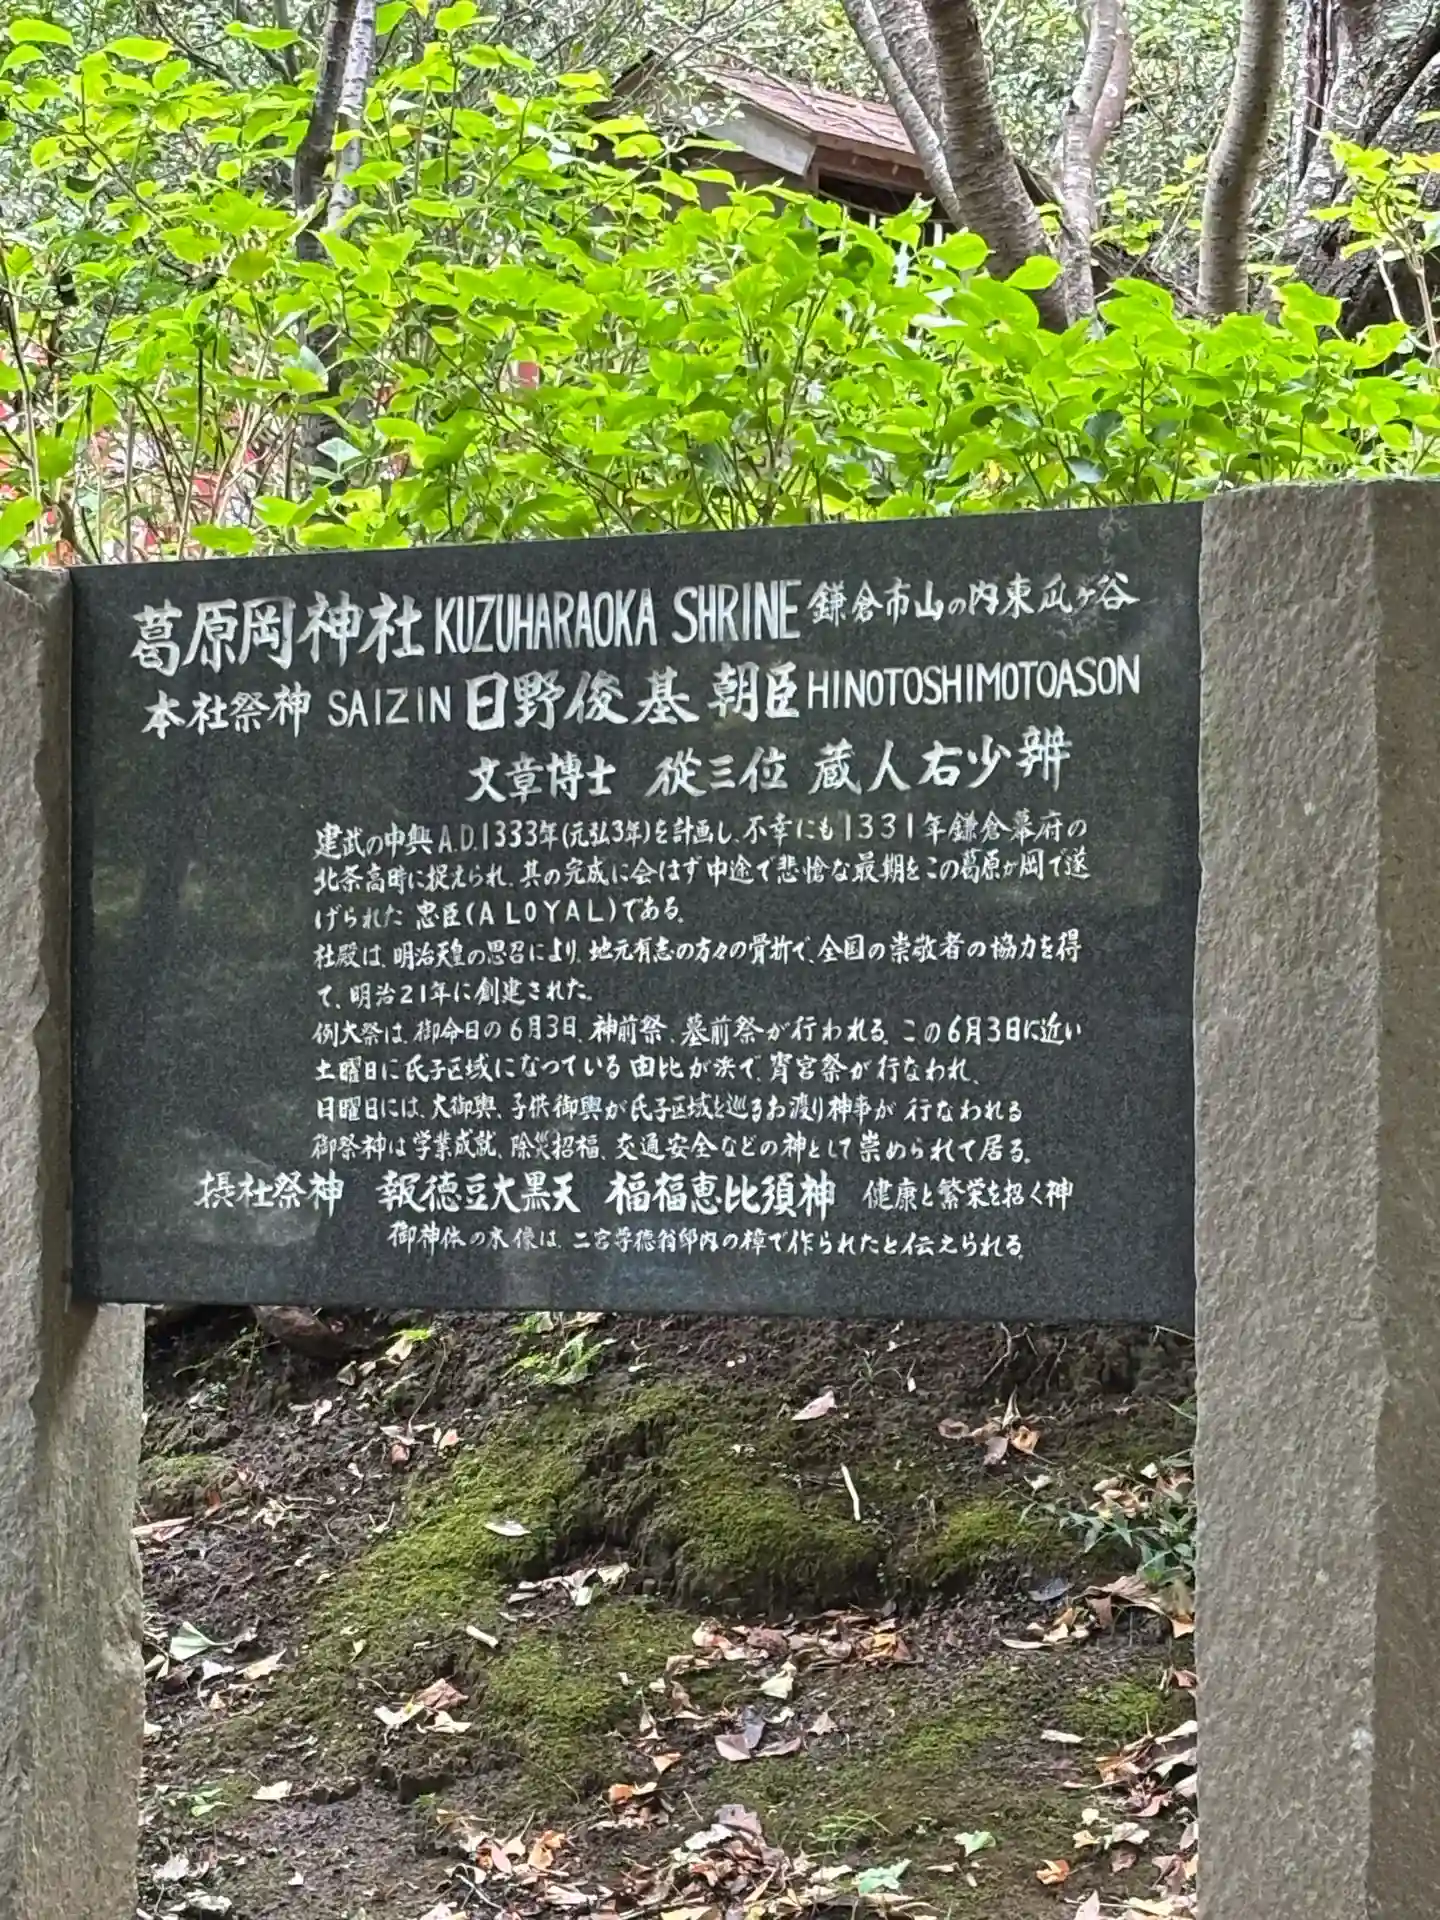 葛原岡神社 KUZUHARAOKA SHRINE 鎌倉市山の内東瓜ヶ谷
本社祭神 SAIZIN 日野俊基 朝臣 HINOTOSHIMOTOASON
文章博士 従三位 蔵人右少辨
建武の中興A.D.1333年(元弘3年)を計画し、不幸にも1331年鎌倉幕府の
北条高時に捉えられ、其の完成に会はず中途で悲愴な最期をこの葛原が岡で遂
げられた 忠臣(A LOYAL)である。
社殿は、明治天皇の思召により、地元有志の方々の骨折で、全国の崇敬者の協力を得
て、明治21年に創建された。
例大祭は、御命日の6月3日、神前祭、墓前祭が行われる。この6月3日に近い
土曜日に氏子区域になっている由比が浜で、宵宮祭が行なわれ、
日曜日には、大御輿、子供御輿が氏子区域を巡るお渡り神事が 行なわれる
御祭神は学業成就、除災招福、交通安全などの神として崇められて居る。
摂社祭神 報徳豆大黒天 福福恵比須神 健康と繁栄を招く神
御神体の木像は、二宮尊徳翁邸内の樟で作られたと伝えられる。